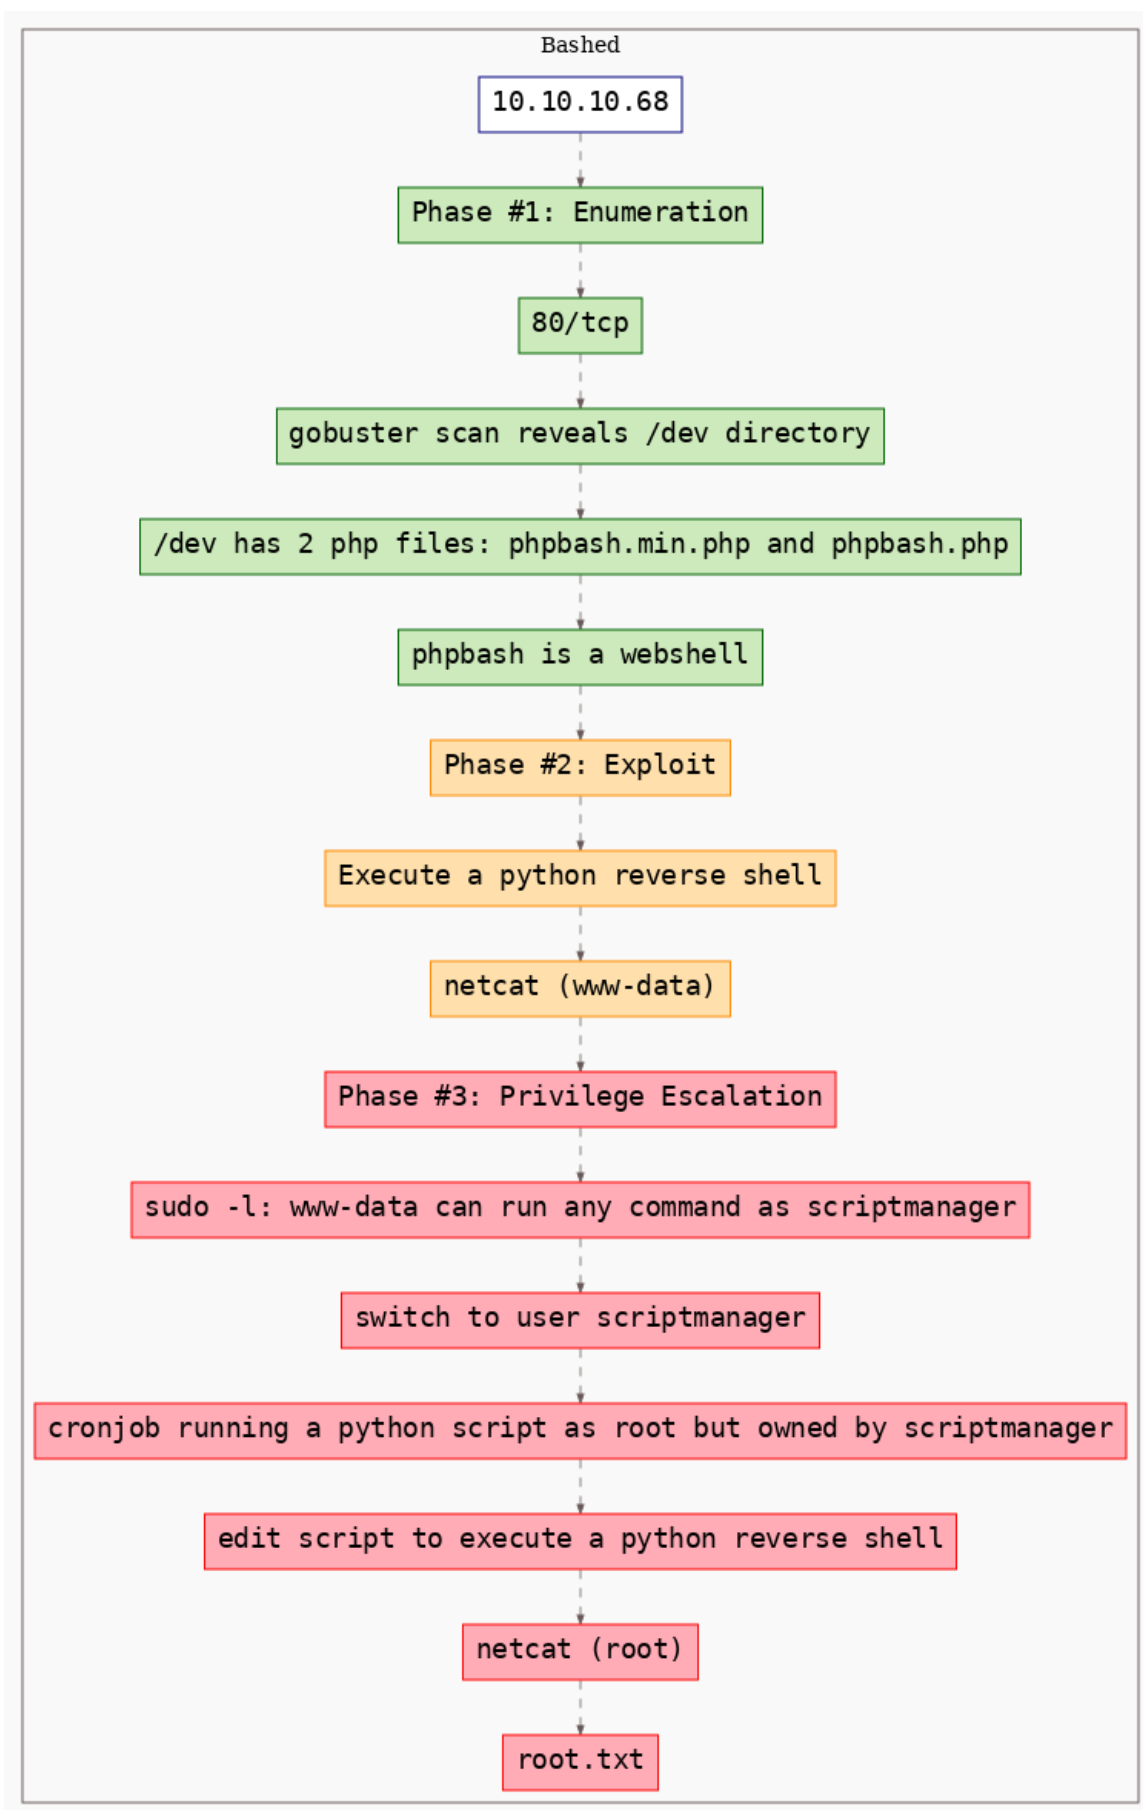 Bashed
10.10.10.68
Phase #1: Enumeration
80/tcp
gobuster scan reveals /dev directory
/dev has 2 php files: phpbash.min.php and phpbash.php
phpbash is a webshell
Phase #2: Exploit
Execute a python reverse shell
netcat (www-data)
Phase #3: Privilege Escalation
sudo -l: www-data can run any command as scriptmanager
switch to user scriptmanager
cronjob running a python script as root but owned by scriptmanager
edit script to execute a python reverse shell
netcat (root)
root.txt